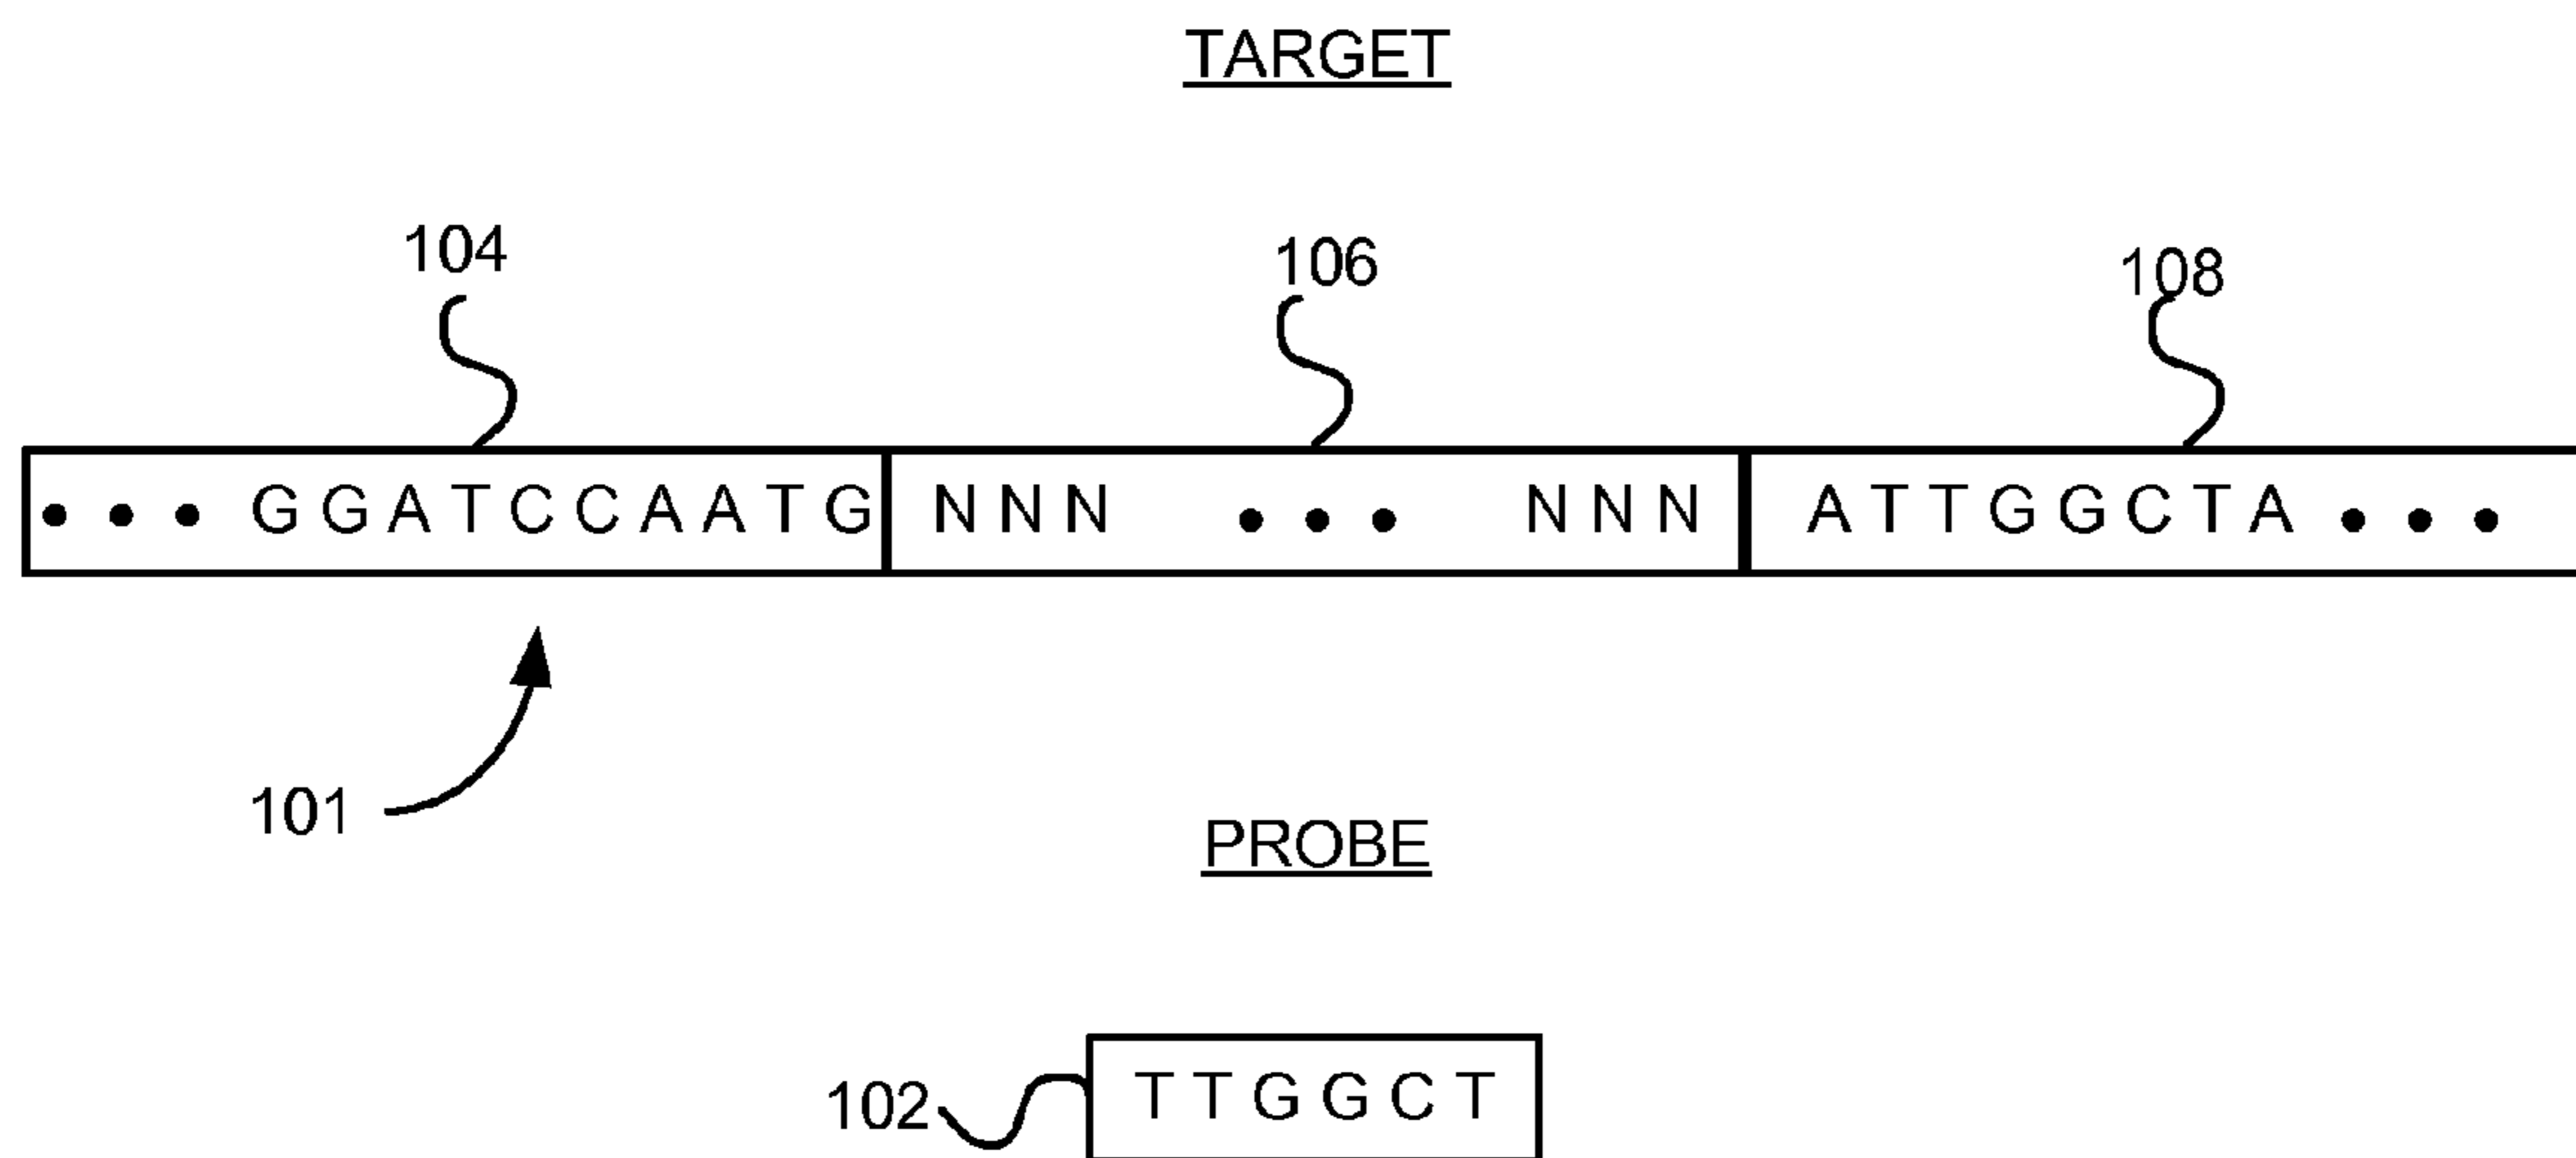 TARGET
104 106 108
• • • G G A T C C A A T G N N N • • • N N N A T T G G C T A • • •
101
PROBE
102 T T G G C T